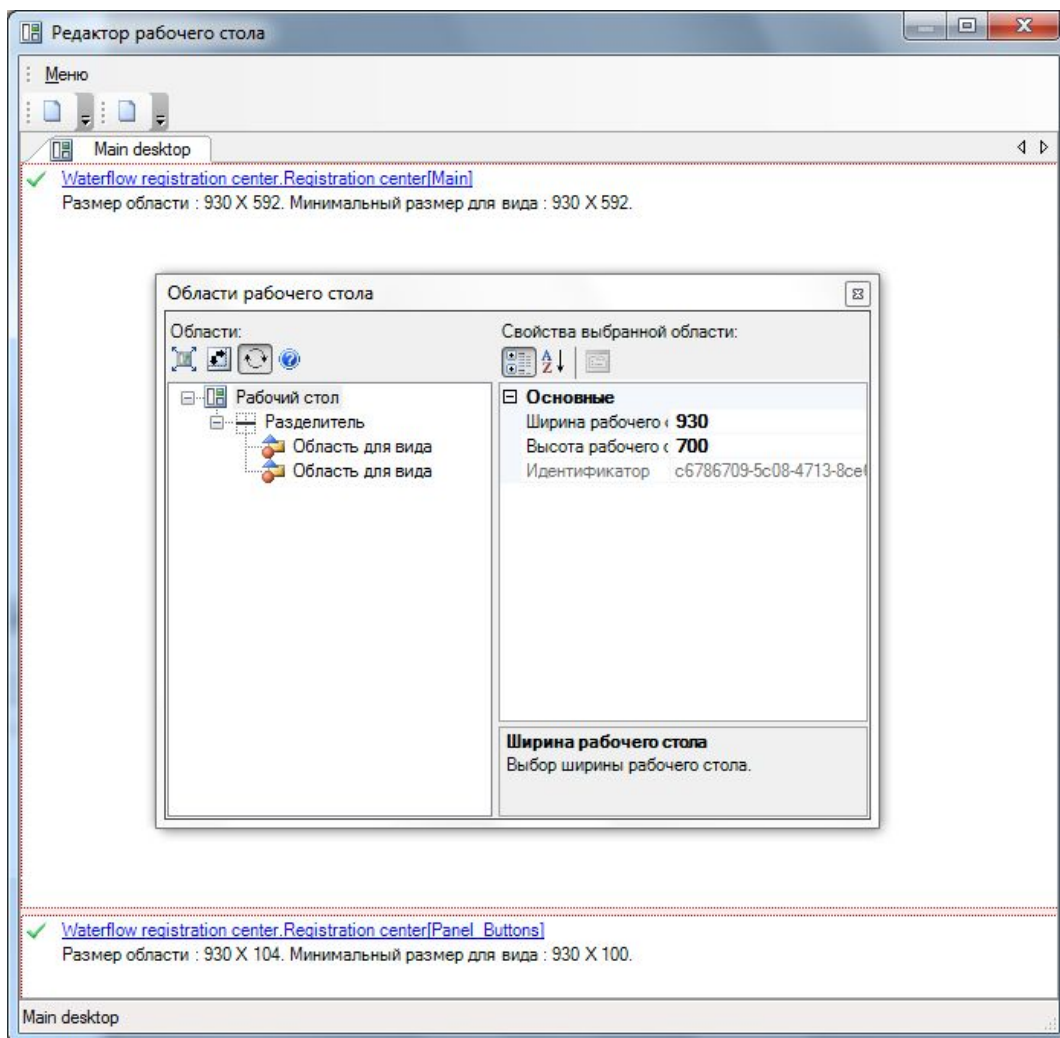 Редактор рабочего стола
Меню
Main desktop
Waterflow registration center.Registration center[Main]
Размер области : 930 X 592. Минимальный размер для вида : 930 X 592.
Области рабочего стола
Области:
Свойства выбранной области:
Рабочий стол
Разделитель
Область для вида
Область для вида
Основные
Ширина рабочего с 930
Высота рабочего с 700
Идентификатор c6786709-5c08-4713-8ce
Ширина рабочего стола
Выбор ширины рабочего стола.
Waterflow registration center.Registration center[Panel_Buttons]
Размер области : 930 X 104. Минимальный размер для вида : 930 X 100.
Main desktop